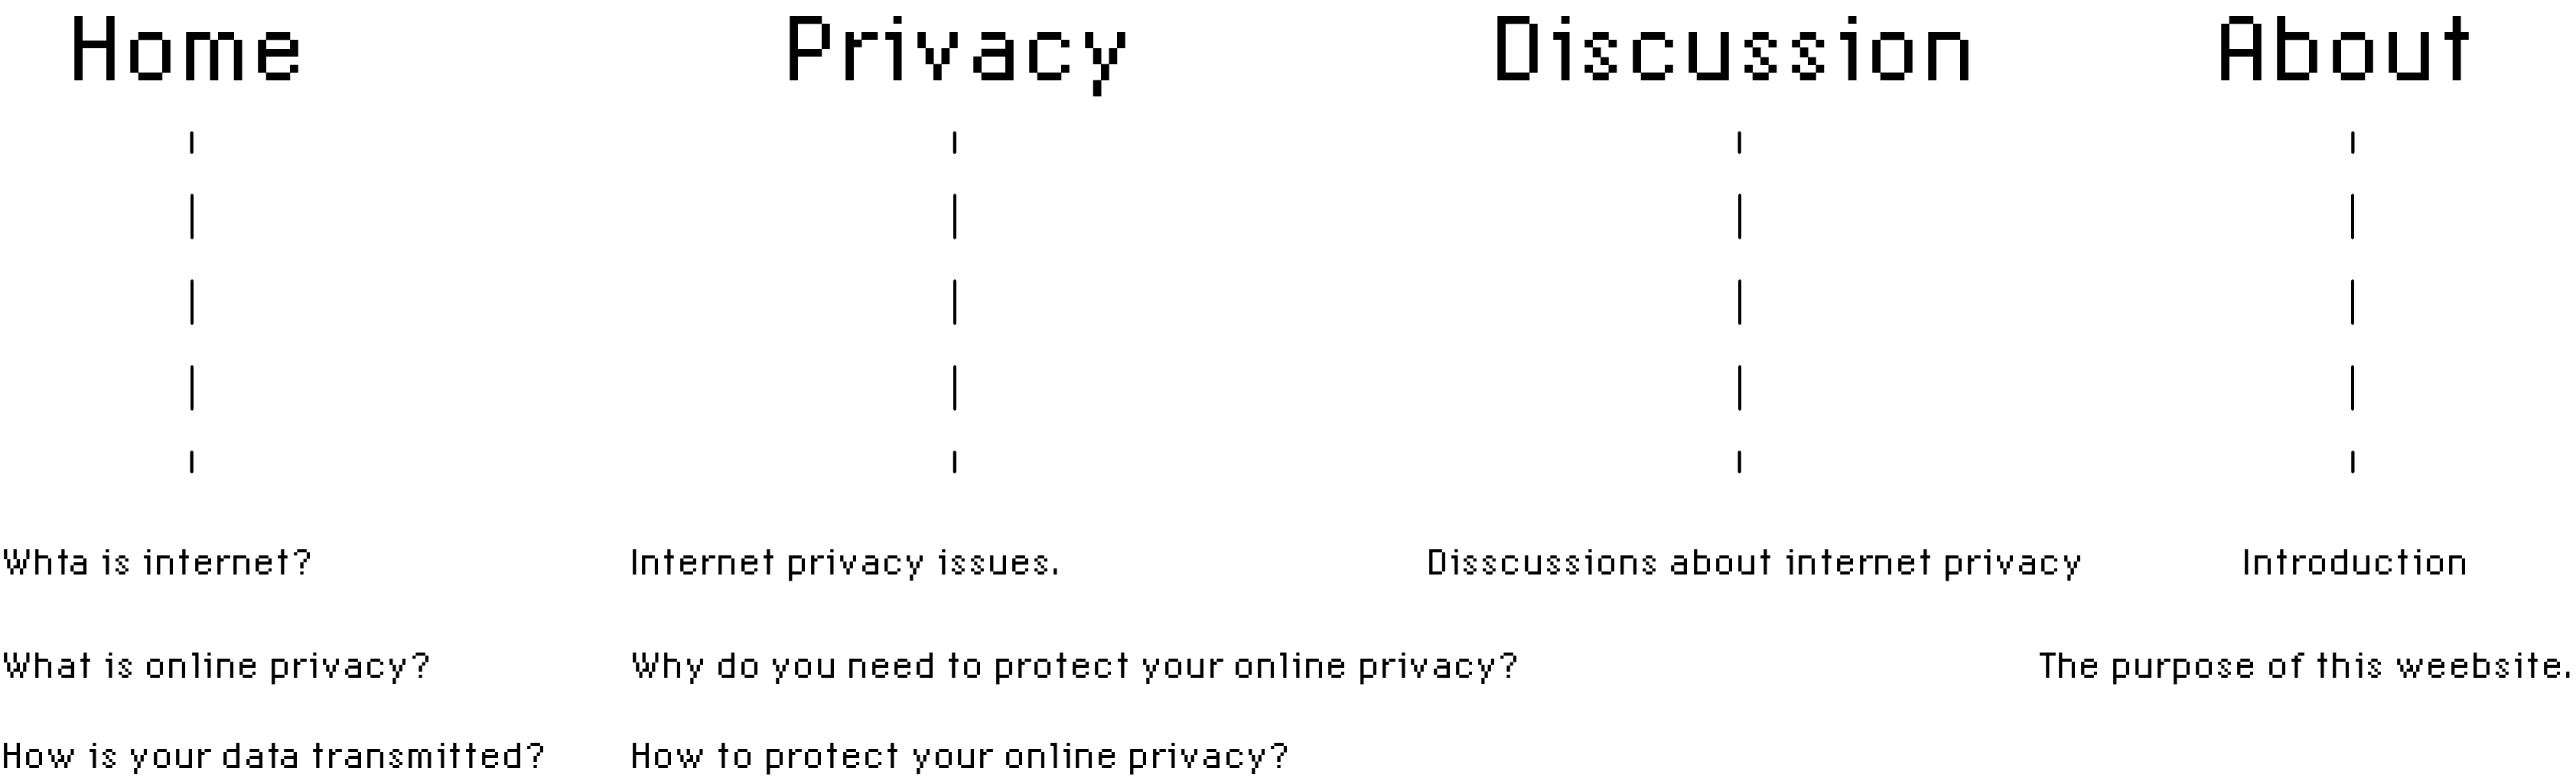 Home Privacy Discussion About
Whta is internet? Internet privacy issues. Disscussions about internet privacy Introduction
What is online privacy? Why do you need to protect your online privacy? The purpose of this weebsite.
How is your data transmitted? How to protect your online privacy?